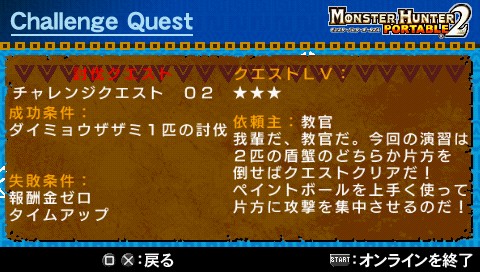 Challenge Quest
MONSTER HUNTER
PORTABLE 2
討伐クエスト
チャレンジクエスト　０２
成功条件：
ダイミョウザザミ１匹の討伐
失敗条件：
報酬金ゼロ
タイムアップ
クエストＬＶ：
★★★
依頼主：教官
我輩だ、教官だ。今回の演習は
２匹の盾蟹のどちらか片方を
倒せばクエストクリアだ！
ペイントボールを上手く使って
片方に攻撃を集中させるのだ！
□×:戻る
START:オンラインを終了